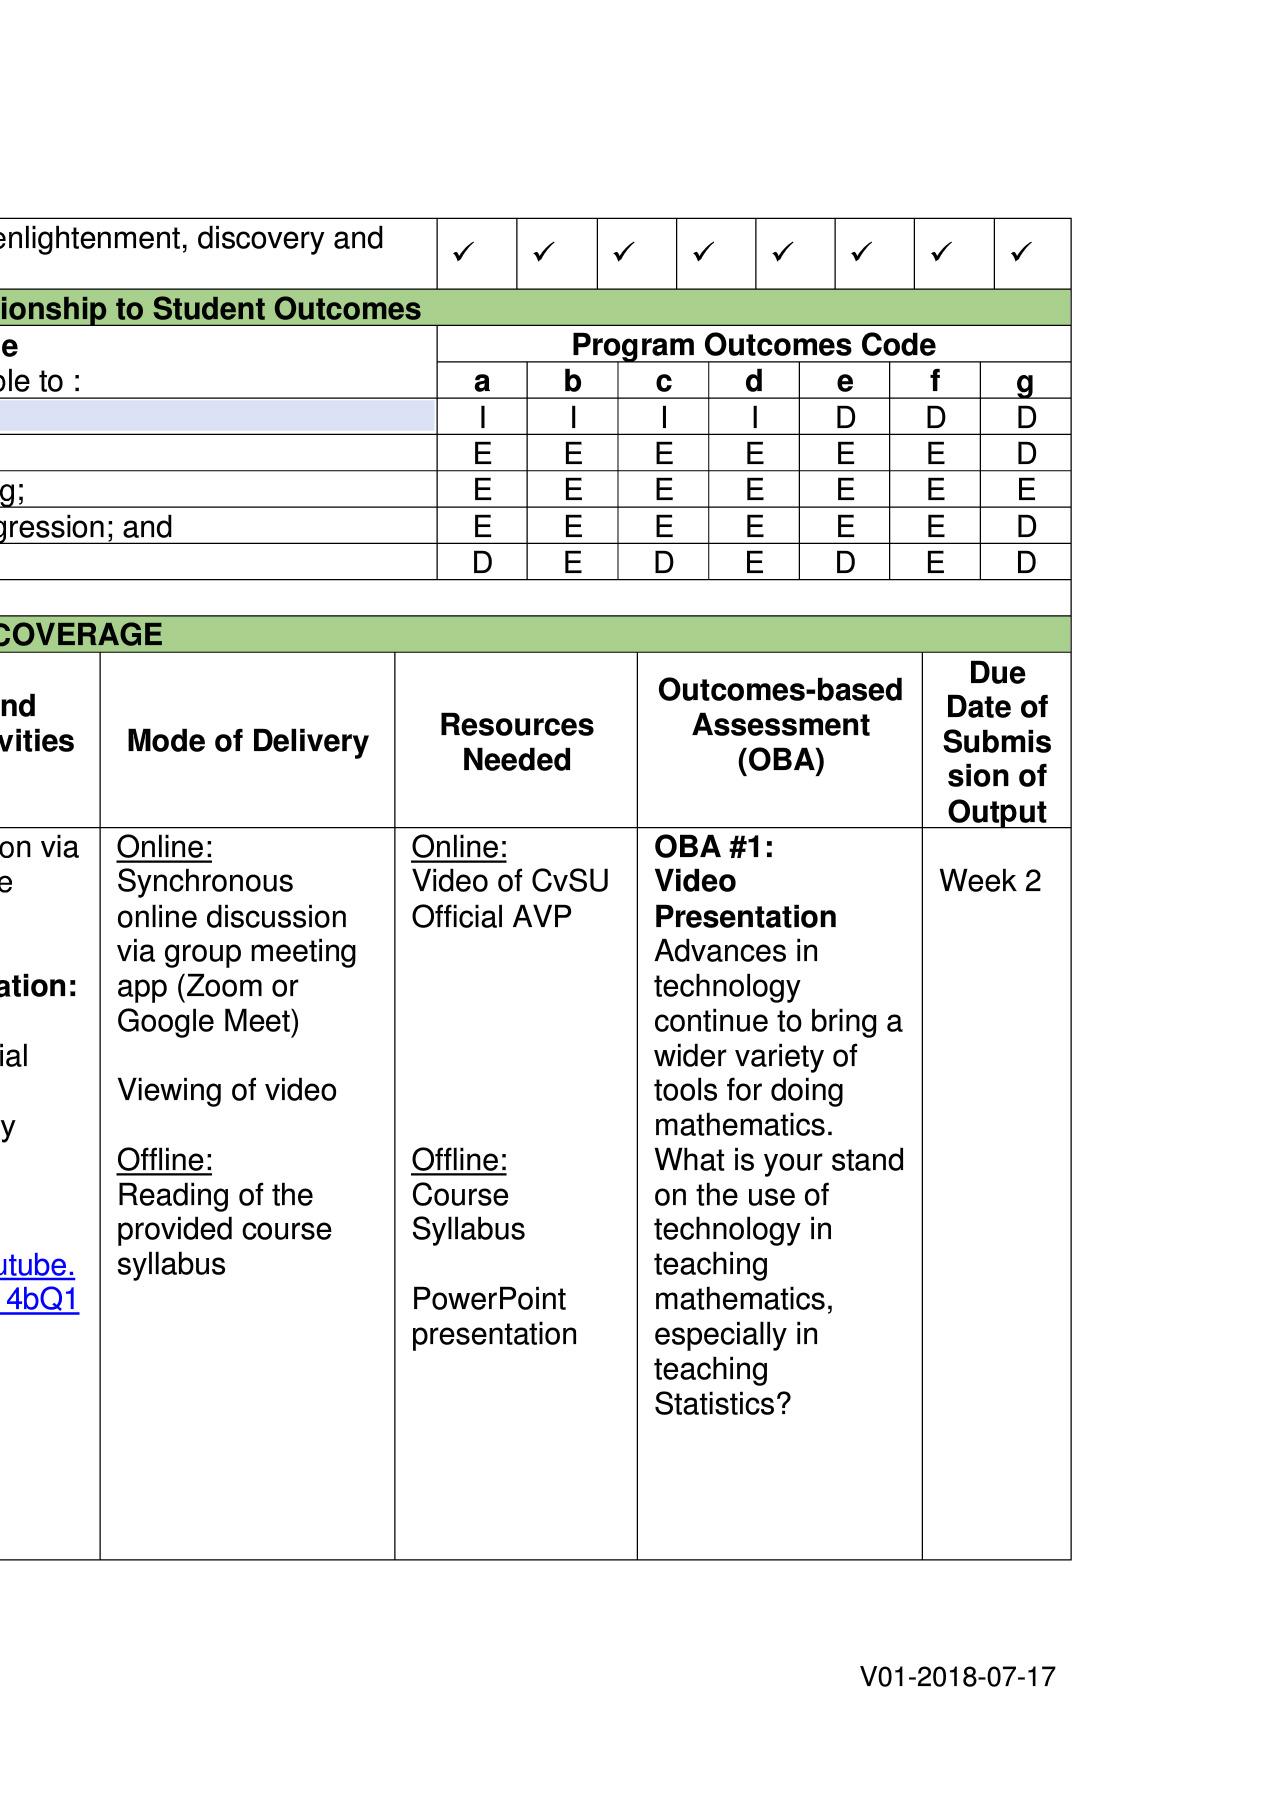 enlightenment, discovery and ✓ ✓ ✓ ✓ ✓ ✓ ✓ ✓
ionship to Student Outcomes
e Program Outcomes Code
ble to : a b c d e f g
I I I I D D D
E E E E E E D
g; E E E E E E E
gression; and E E E E E E D
D E D E D E D
COVERAGE
nd
vities
Mode of Delivery
Resources
Needed
Outcomes-based
Assessment
(OBA)
Due
Date of
Submis
sion of
Output
on via
e
ation:
ial
y
utube.
4bQ1
Online:
Synchronous
online discussion
via group meeting
app (Zoom or
Google Meet)
Viewing of video
Offline:
Reading of the
provided course
syllabus
Online:
Video of CvSU
Official AVP
Offline:
Course
Syllabus
PowerPoint
presentation
OBA #1:
Video
Presentation
Advances in
technology
continue to bring a
wider variety of
tools for doing
mathematics.
What is your stand
on the use of
technology in
teaching
mathematics,
especially in
teaching
Statistics?
Week 2
V01-2018-07-17